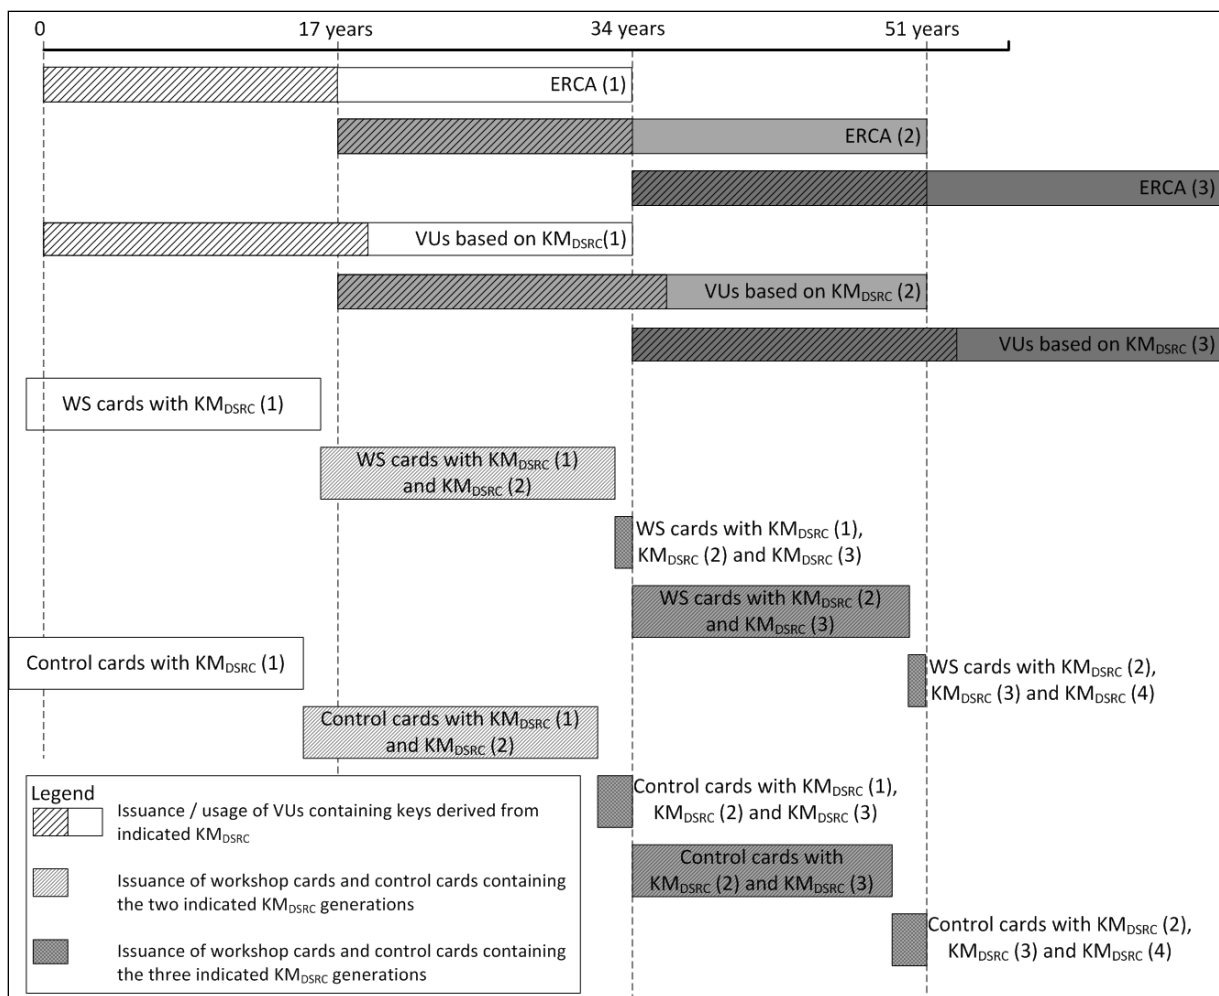 0 17 years 34 years 51 years
ERCA (1)
ERCA (2)
ERCA (3)
VUs based on KMDSRC(1)
VUs based on KMDSRC (2)
VUs based on KMDSRC (3)
WS cards with KMDSRC (1)
WS cards with KMDSRC (1)
and KMDSRC (2)
WS cards with KMDSRC (1),
KMDSRC (2) and KMDSRC (3)
WS cards with KMDSRC (2)
and KMDSRC (3)
Control cards with KMDSRC (1)
WS cards with KMDSRC (2),
KMDSRC (3) and KMDSRC (4)
Control cards with KMDSRC (1)
and KMDSRC (2)
Control cards with KMDSRC (1),
KMDSRC (2) and KMDSRC (3)
Control cards with
KMDSRC (2) and KMDSRC (3)
Control cards with KMDSRC (2),
KMDSRC (3) and KMDSRC (4)
Legend
Issuance / usage of VUs containing keys derived from
indicated KMDSRC
Issuance of workshop cards and control cards containing
the two indicated KMDSRC generations
Issuance of workshop cards and control cards containing
the three indicated KMDSRC generations